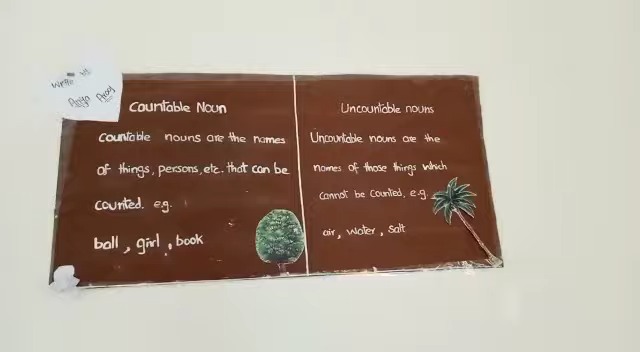 Countable Noun
Countable nouns are the names
of things, persons, etc. that can be
counted. e.g.
ball, girl, book
Uncountable nouns
Uncountable nouns are the
names of those things which
cannot be counted, e.g.
air, water, salt